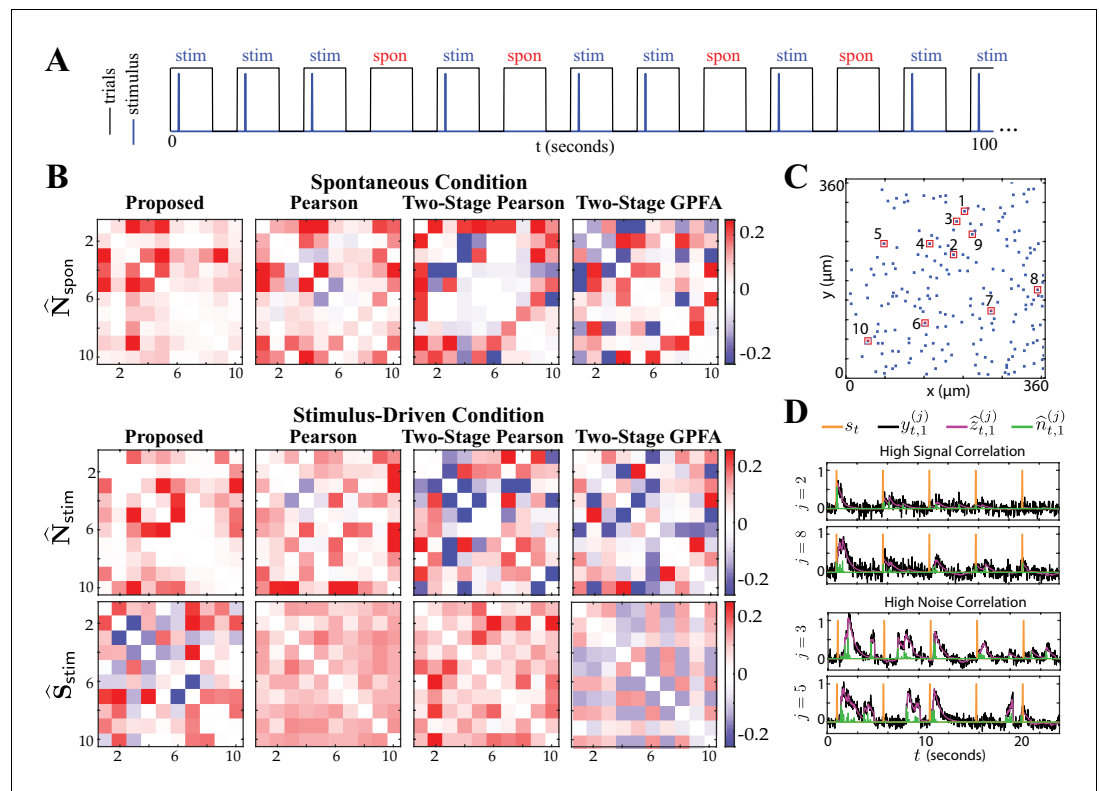 A
stim stim stim spon stim spon stim stim spon stim spon stim stim
trials
stimulus
0 t (seconds) 100 ...
B
Spontaneous Condition
Proposed Pearson Two-Stage Pearson Two-Stage GPFA
N̂spon
2
6
10
2 6 10 2 6 10 2 6 10 2 6 10
0.2
0
-0.2
Stimulus-Driven Condition
Proposed Pearson Two-Stage Pearson Two-Stage GPFA
N̂stim
2
6
10
0.2
0
-0.2
Ŝstim
2
6
10
2 6 10 2 6 10 2 6 10 2 6 10
0.2
0
-0.2
C
360
y (μm)
1
3
5 4 2 9
8
7
6
10
0 0 360
x (μm)
D
s_t y_{t,1}^{(j)} ẑ_{t,1}^{(j)} n̂_{t,1}^{(j)}
High Signal Correlation
j = 2
1
0
j = 8
1
0
High Noise Correlation
j = 3
1
0
j = 5
1
0
0 10 20
t (seconds)